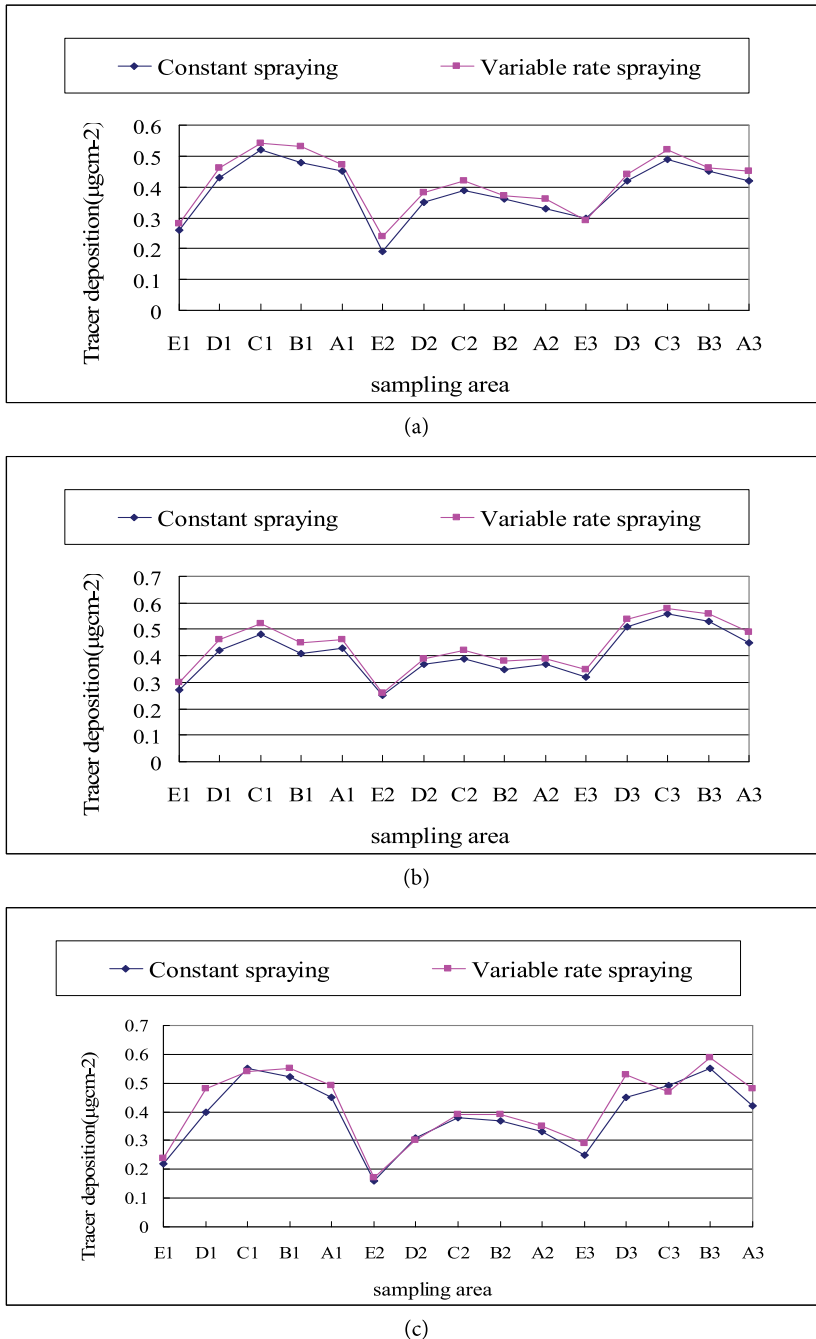 Constant spraying Variable rate spraying
Tracer deposition(µgcm-2)
0.6
0.5
0.4
0.3
0.2
0.1
0
E1 D1 C1 B1 A1 E2 D2 C2 B2 A2 E3 D3 C3 B3 A3
sampling area
(a)
Constant spraying Variable rate spraying
Tracer deposition(µgcm-2)
0.7
0.6
0.5
0.4
0.3
0.2
0.1
0
E1 D1 C1 B1 A1 E2 D2 C2 B2 A2 E3 D3 C3 B3 A3
sampling area
(b)
Constant spraying Variable rate spraying
Tracer deposition(µgcm-2)
0.7
0.6
0.5
0.4
0.3
0.2
0.1
0
E1 D1 C1 B1 A1 E2 D2 C2 B2 A2 E3 D3 C3 B3 A3
sampling area
(c)